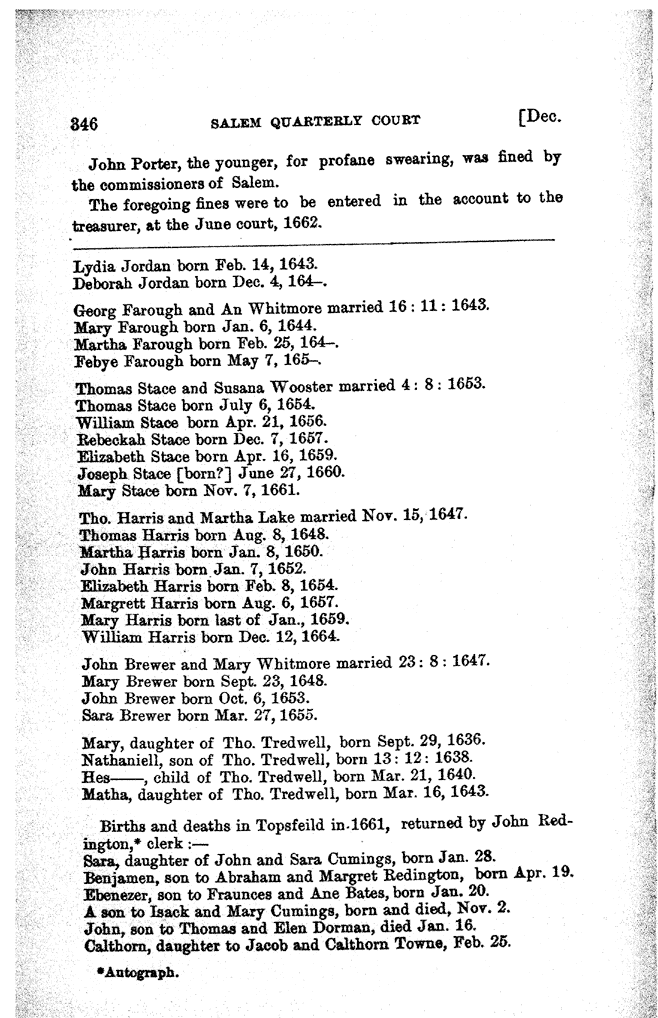 346 SALEM QUARTERLY COURT [Dec.
John Porter, the younger, for profane swearing, was fined by
the commissioners of Salem.
The foregoing fines were to be entered in the account to the
treasurer, at the June court, 1662.
Lydia Jordan born Feb. 14, 1643.
Deborah Jordan born Dec. 4, 164–.
Georg Farough and An Whitmore married 16 : 11 : 1643.
Mary Farough born Jan. 6, 1644.
Martha Farough born Feb. 25, 164–.
Febye Farough born May 7, 165–.
Thomas Stace and Susana Wooster married 4 : 8 : 1653.
Thomas Stace born July 6, 1654.
William Stace born Apr. 21, 1656.
Rebeckah Stace born Dec. 7, 1657.
Elizabeth Stace born Apr. 16, 1659.
Joseph Stace [born?] June 27, 1660.
Mary Stace born Nov. 7, 1661.
Tho. Harris and Martha Lake married Nov. 15, 1647.
Thomas Harris born Aug. 8, 1648.
Martha Harris born Jan. 8, 1650.
John Harris born Jan. 7, 1652.
Elizabeth Harris born Feb. 8, 1654.
Margrett Harris born Aug. 6, 1657.
Mary Harris born last of Jan., 1659.
William Harris born Dec. 12, 1664.
John Brewer and Mary Whitmore married 23 : 8 : 1647.
Mary Brewer born Sept. 23, 1648.
John Brewer born Oct. 6, 1653.
Sara Brewer born Mar. 27, 1655.
Mary, daughter of Tho. Tredwell, born Sept. 29, 1636.
Nathaniell, son of Tho. Tredwell, born 13 : 12 : 1638.
Hes——, child of Tho. Tredwell, born Mar. 21, 1640.
Matha, daughter of Tho. Tredwell, born Mar. 16, 1643.
Births and deaths in Topsfeild in 1661, returned by John Red-
ington,* clerk :—
Sara, daughter of John and Sara Cumings, born Jan. 28.
Benjamen, son to Abraham and Margret Redington, born Apr. 19.
Ebenezer, son to Fraunces and Ane Bates, born Jan. 20.
A son to Isack and Mary Cumings, born and died, Nov. 2.
John, son to Thomas and Elen Dorman, died Jan. 16.
Calthorn, daughter to Jacob and Calthorn Towne, Feb. 25.
*Autograph.